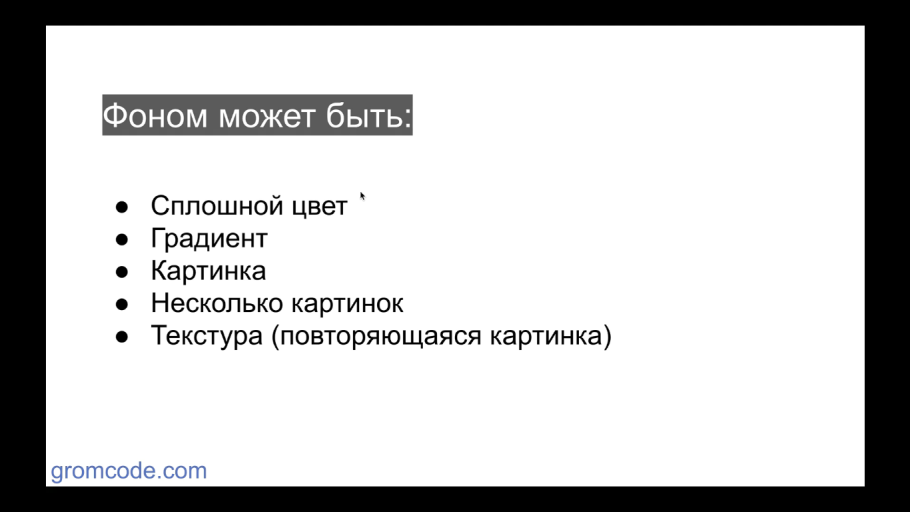 Фоном может быть:
● Сплошной цвет
● Градиент
● Картинка
● Несколько картинок
● Текстура (повторяющаяся картинка)
gromcode.com